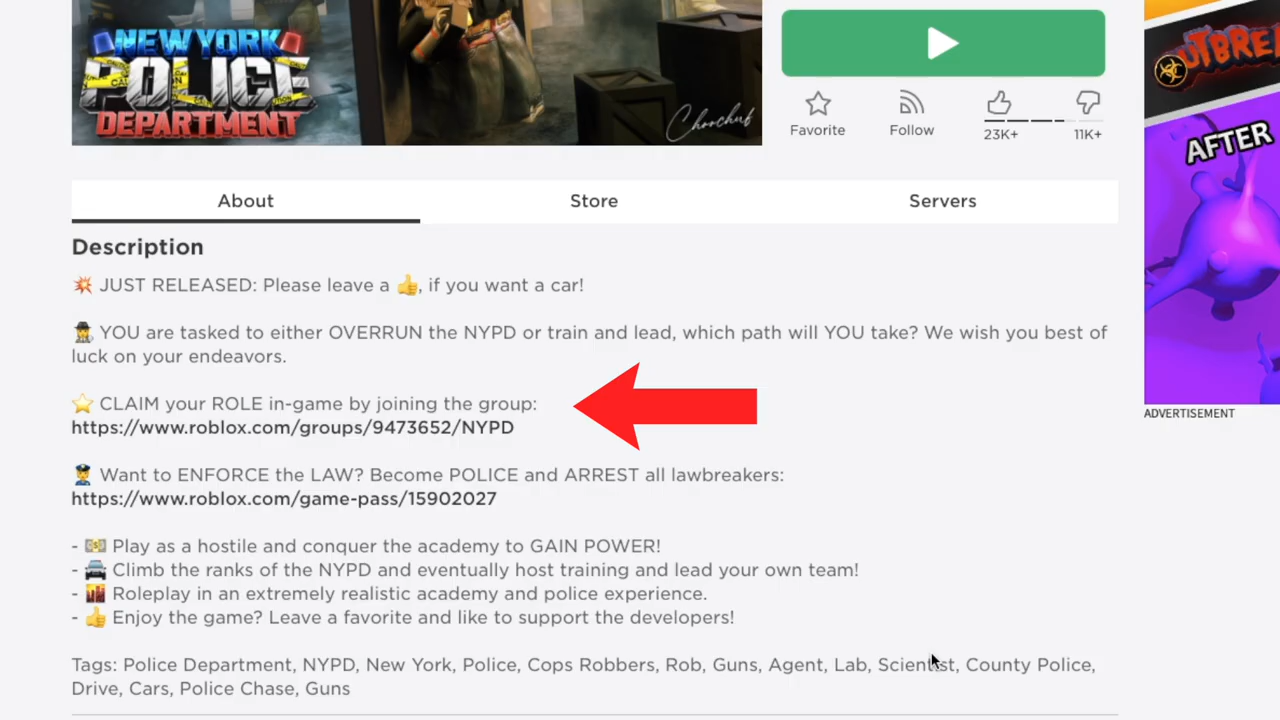 NEW YORK
POLICE
DEPARTMENT
Choochub
Favorite
Follow
23K+
11K+
OUTBRE
AFTER
About
Store
Servers
Description
💥 JUST RELEASED: Please leave a 👍, if you want a car!
🕵️ YOU are tasked to either OVERRUN the NYPD or train and lead, which path will YOU take? We wish you best of
luck on your endeavors.
⭐ CLAIM your ROLE in-game by joining the group:
https://www.roblox.com/groups/9473652/NYPD
👮 Want to ENFORCE the LAW? Become POLICE and ARREST all lawbreakers:
https://www.roblox.com/game-pass/15902027
- 💵 Play as a hostile and conquer the academy to GAIN POWER!
- 🚘 Climb the ranks of the NYPD and eventually host training and lead your own team!
- 🌇 Roleplay in an extremely realistic academy and police experience.
- 👍 Enjoy the game? Leave a favorite and like to support the developers!
Tags: Police Department, NYPD, New York, Police, Cops Robbers, Rob, Guns, Agent, Lab, Scientist, County Police,
Drive, Cars, Police Chase, Guns
ADVERTISEMENT